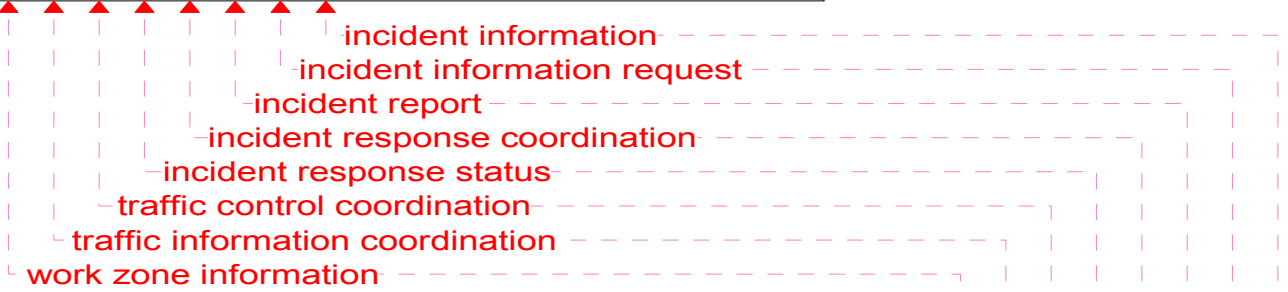 incident information
incident information request
incident report
incident response coordination
incident response status
traffic control coordination
traffic information coordination
work zone information